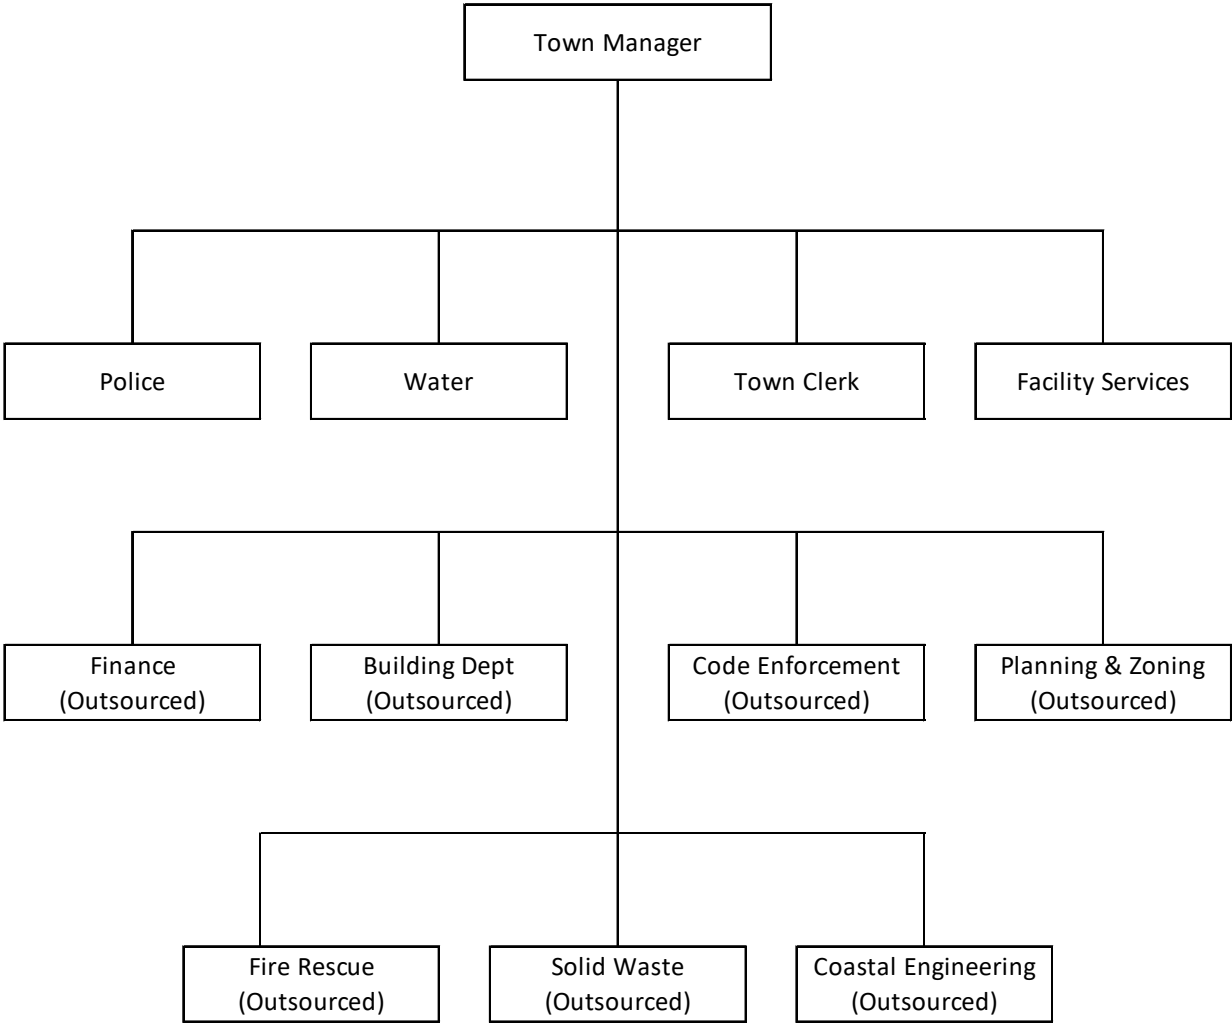 Town Manager
Police
Water
Town Clerk
Facility Services
Finance
(Outsourced)
Building Dept
(Outsourced)
Code Enforcement
(Outsourced)
Planning & Zoning
(Outsourced)
Fire Rescue
(Outsourced)
Solid Waste
(Outsourced)
Coastal Engineering
(Outsourced)